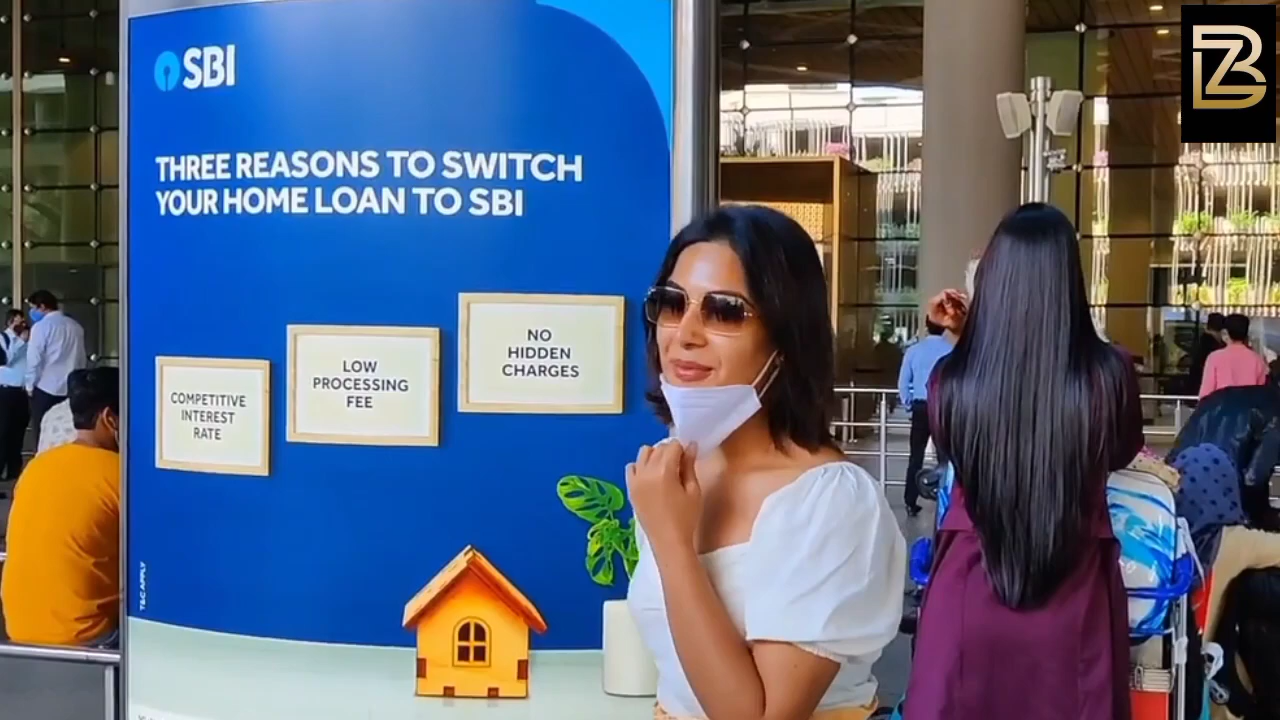 SBI
THREE REASONS TO SWITCH
YOUR HOME LOAN TO SBI
COMPETITIVE
INTEREST
RATE
LOW
PROCESSING
FEE
NO
HIDDEN
CHARGES
T&C APPLY
BZ